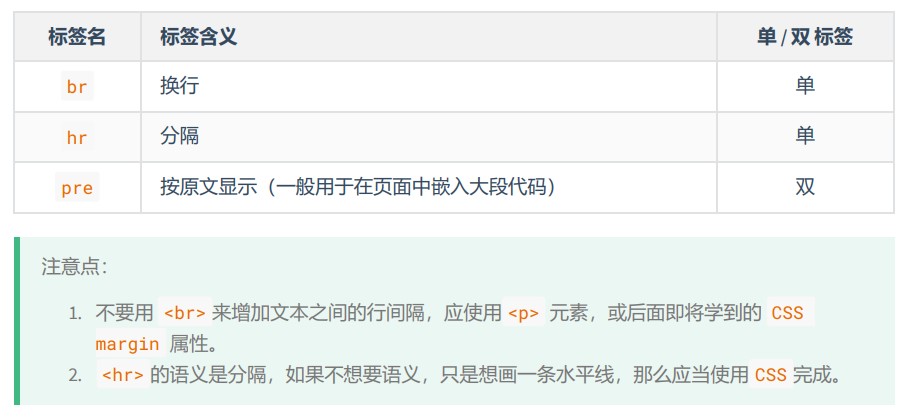 标签名 标签含义 单 / 双 标签
br 换行 单
hr 分隔 单
pre 按原文显示（一般用于在页面中嵌入大段代码） 双
注意点：
1. 不要用 <br> 来增加文本之间的行间隔，应使用 <p> 元素，或后面即将学到的 CSS
margin 属性。
2. <hr> 的语义是分隔，如果不想要语义，只是想画一条水平线，那么应当使用 CSS 完成。